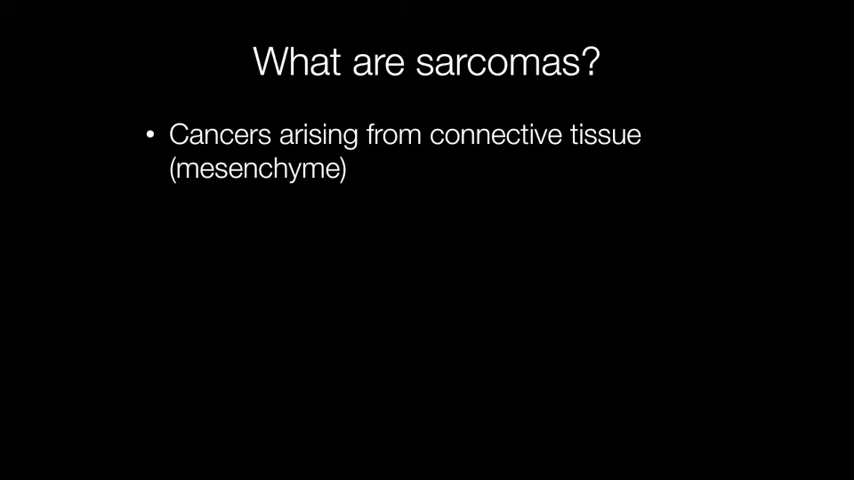 What are sarcomas?
• Cancers arising from connective tissue
(mesenchyme)